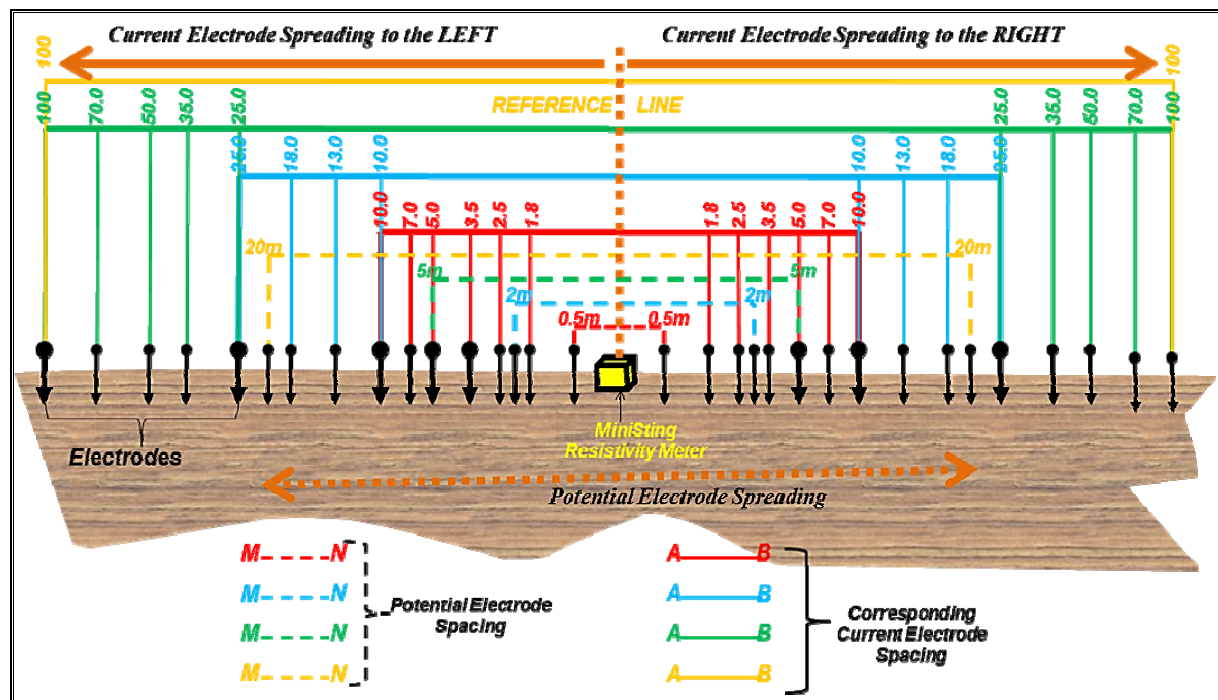 Current Electrode Spreading to the LEFT
Current Electrode Spreading to the RIGHT
100
100
REFERENCE LINE
100
70.0
50.0
35.0
25.0
25.0
35.0
50.0
70.0
100
25.0
18.0
13.0
10.0
10.0
13.0
18.0
25.0
10.0
7.0
5.0
3.5
2.5
1.8
1.8
2.5
3.5
5.0
7.0
10.0
20m
20m
5m
5m
2m
2m
0.5m
0.5m
Electrodes
MiniSting
Resistivity Meter
Potential Electrode Spreading
M N
M N
M N
M N
Potential Electrode
Spacing
A B
A B
A B
A B
Corresponding
Current Electrode
Spacing